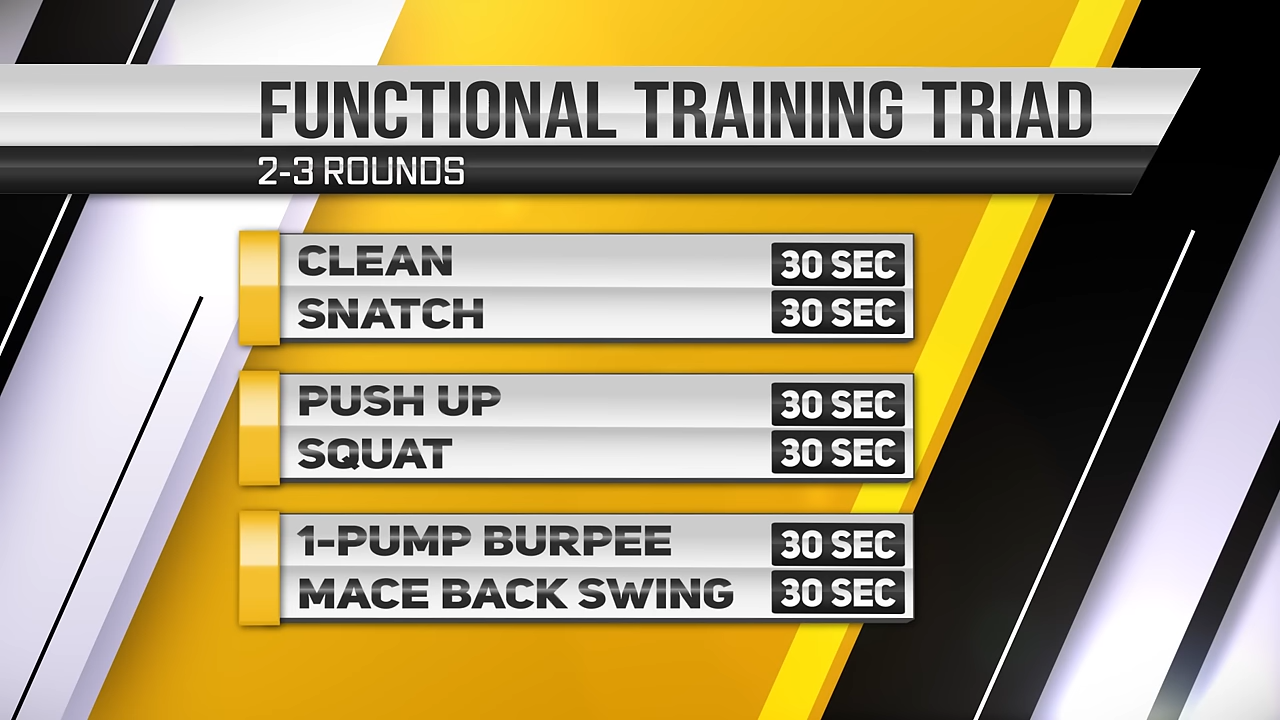 FUNCTIONAL TRAINING TRIAD
2-3 ROUNDS
CLEAN 30 SEC
SNATCH 30 SEC
PUSH UP 30 SEC
SQUAT 30 SEC
1-PUMP BURPEE 30 SEC
MACE BACK SWING 30 SEC